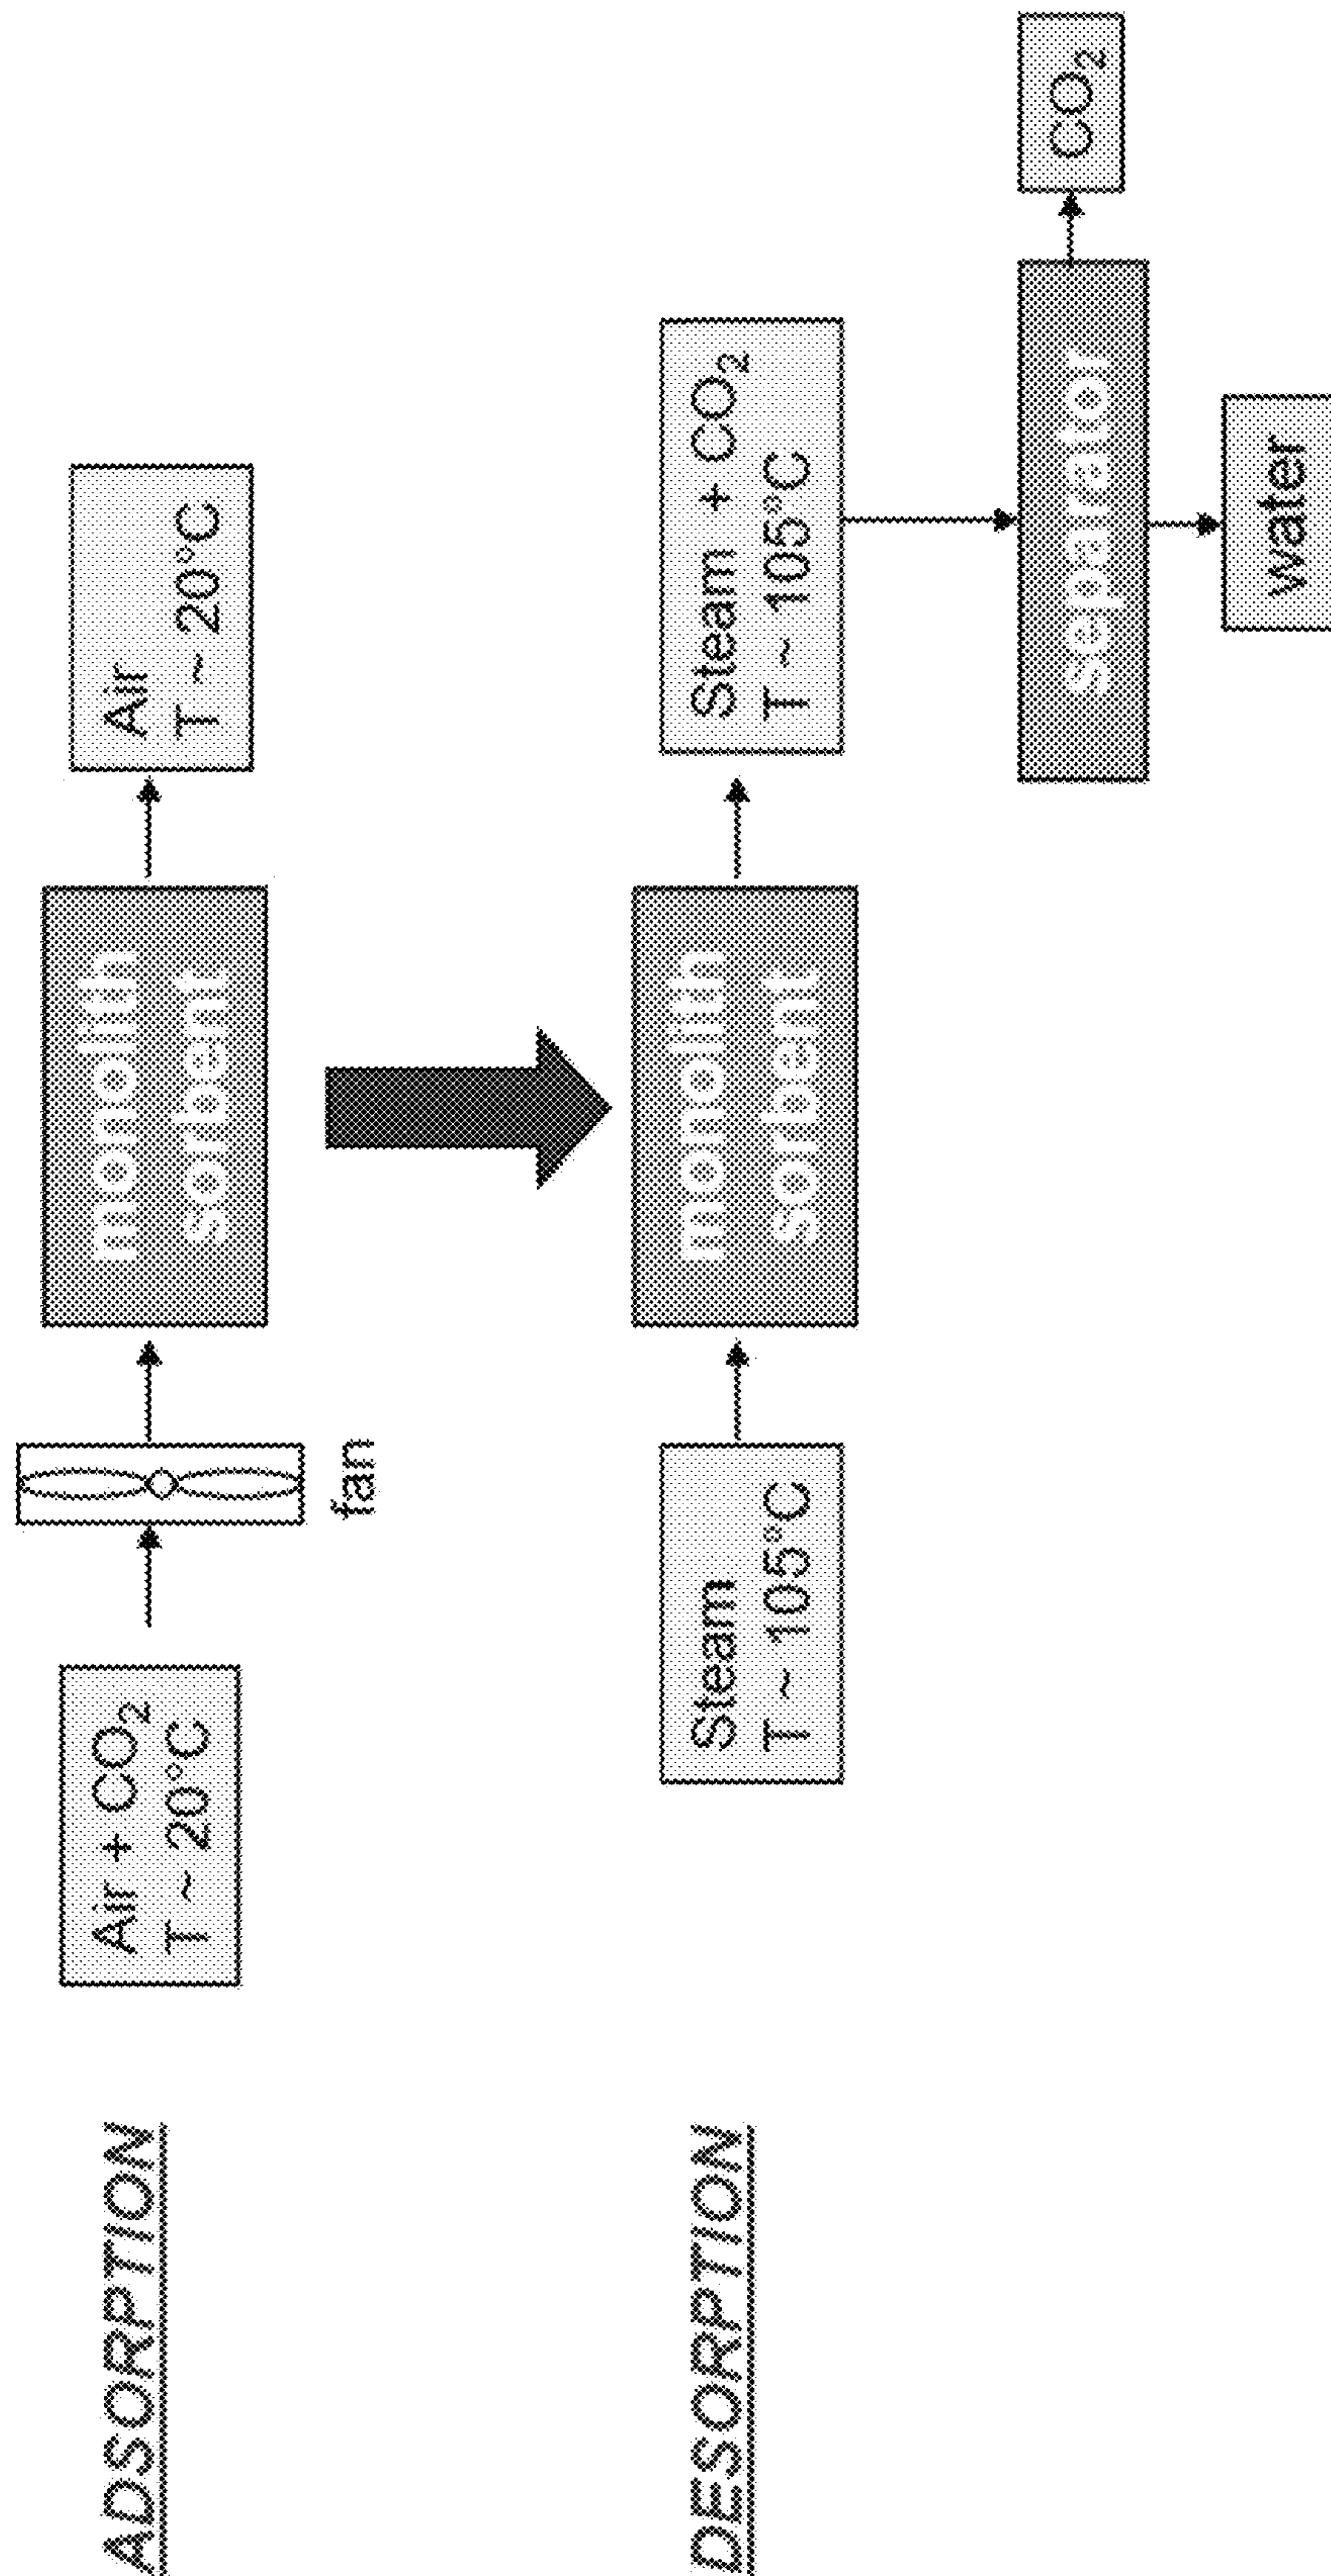 ADSORPTION
Air + CO₂
T ~ 20°C
fan
monolith
sorbent
Air
T ~ 20°C
DESORPTION
Steam
T ~ 105°C
monolith
sorbent
Steam + CO₂
T ~ 105°C
separator
CO₂
water